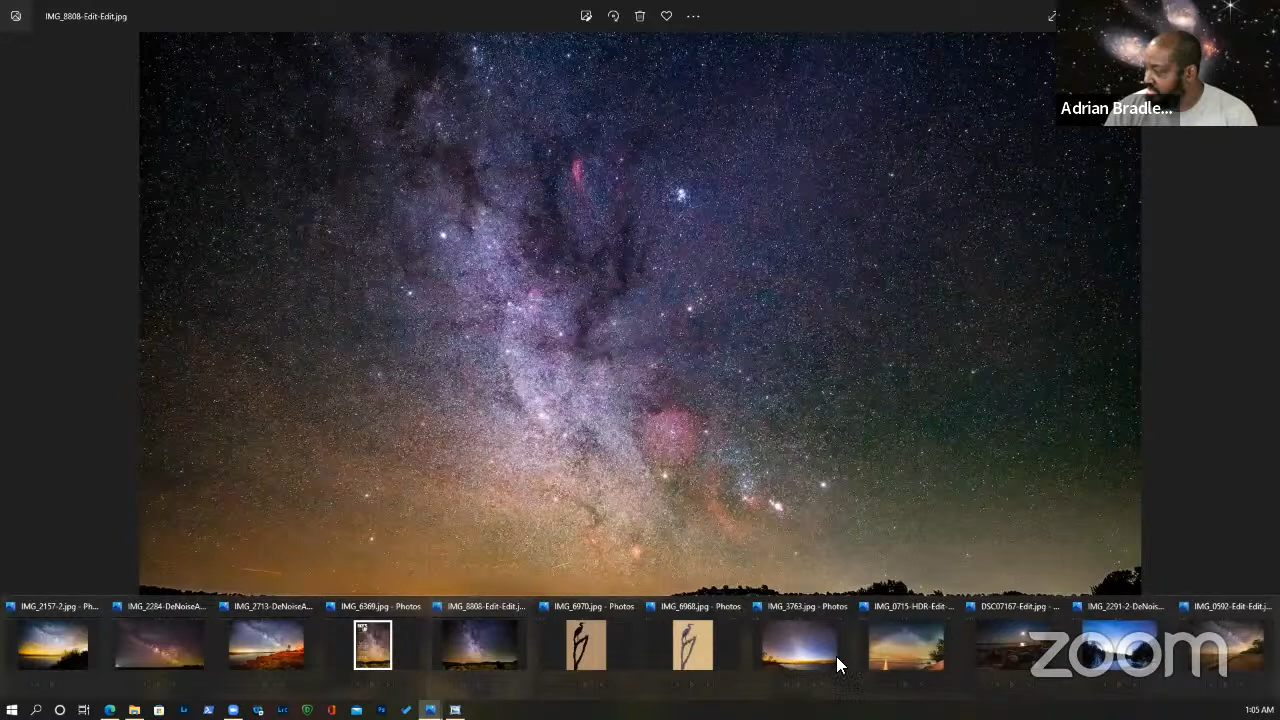 IMG_8808-Edit-Edit.jpg
Adrian Bradle...
IMG_2157-2.jpg - Ph...
IMG_2284-DeNoiseA...
IMG_2713-DeNoiseA...
IMG_6369.jpg - Photos
IMG_8808-Edit-Edit.j...
IMG_6970.jpg - Photos
IMG_6968.jpg - Photos
IMG_3763.jpg - Photos
IMG_0715-HDR-Edit-...
DSC07167-Edit.jpg - ...
IMG_2291-2-DeNois...
IMG_0592-Edit-Edit.j...
zoom
1:05 AM